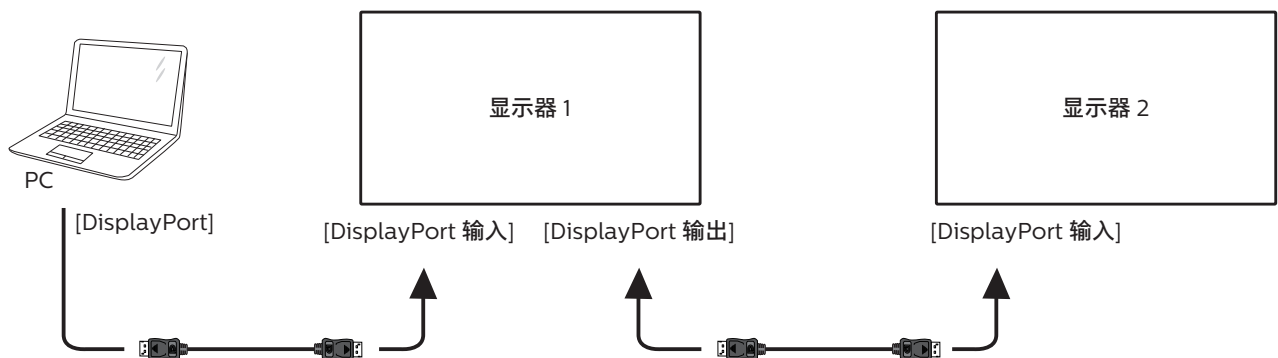 显示器 1
显示器 2
PC
[DisplayPort]
[DisplayPort 输入]
[DisplayPort 输出]
[DisplayPort 输入]